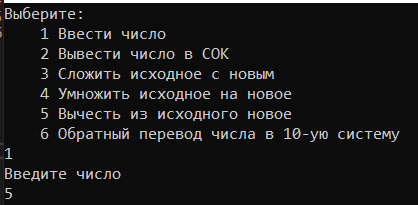 Выберите:
1 Ввести число
2 Вывести число в СОК
3 Сложить исходное с новым
4 Умножить исходное на новое
5 Вычесть из исходного новое
6 Обратный перевод числа в 10-ую систему
1
Введите число
5